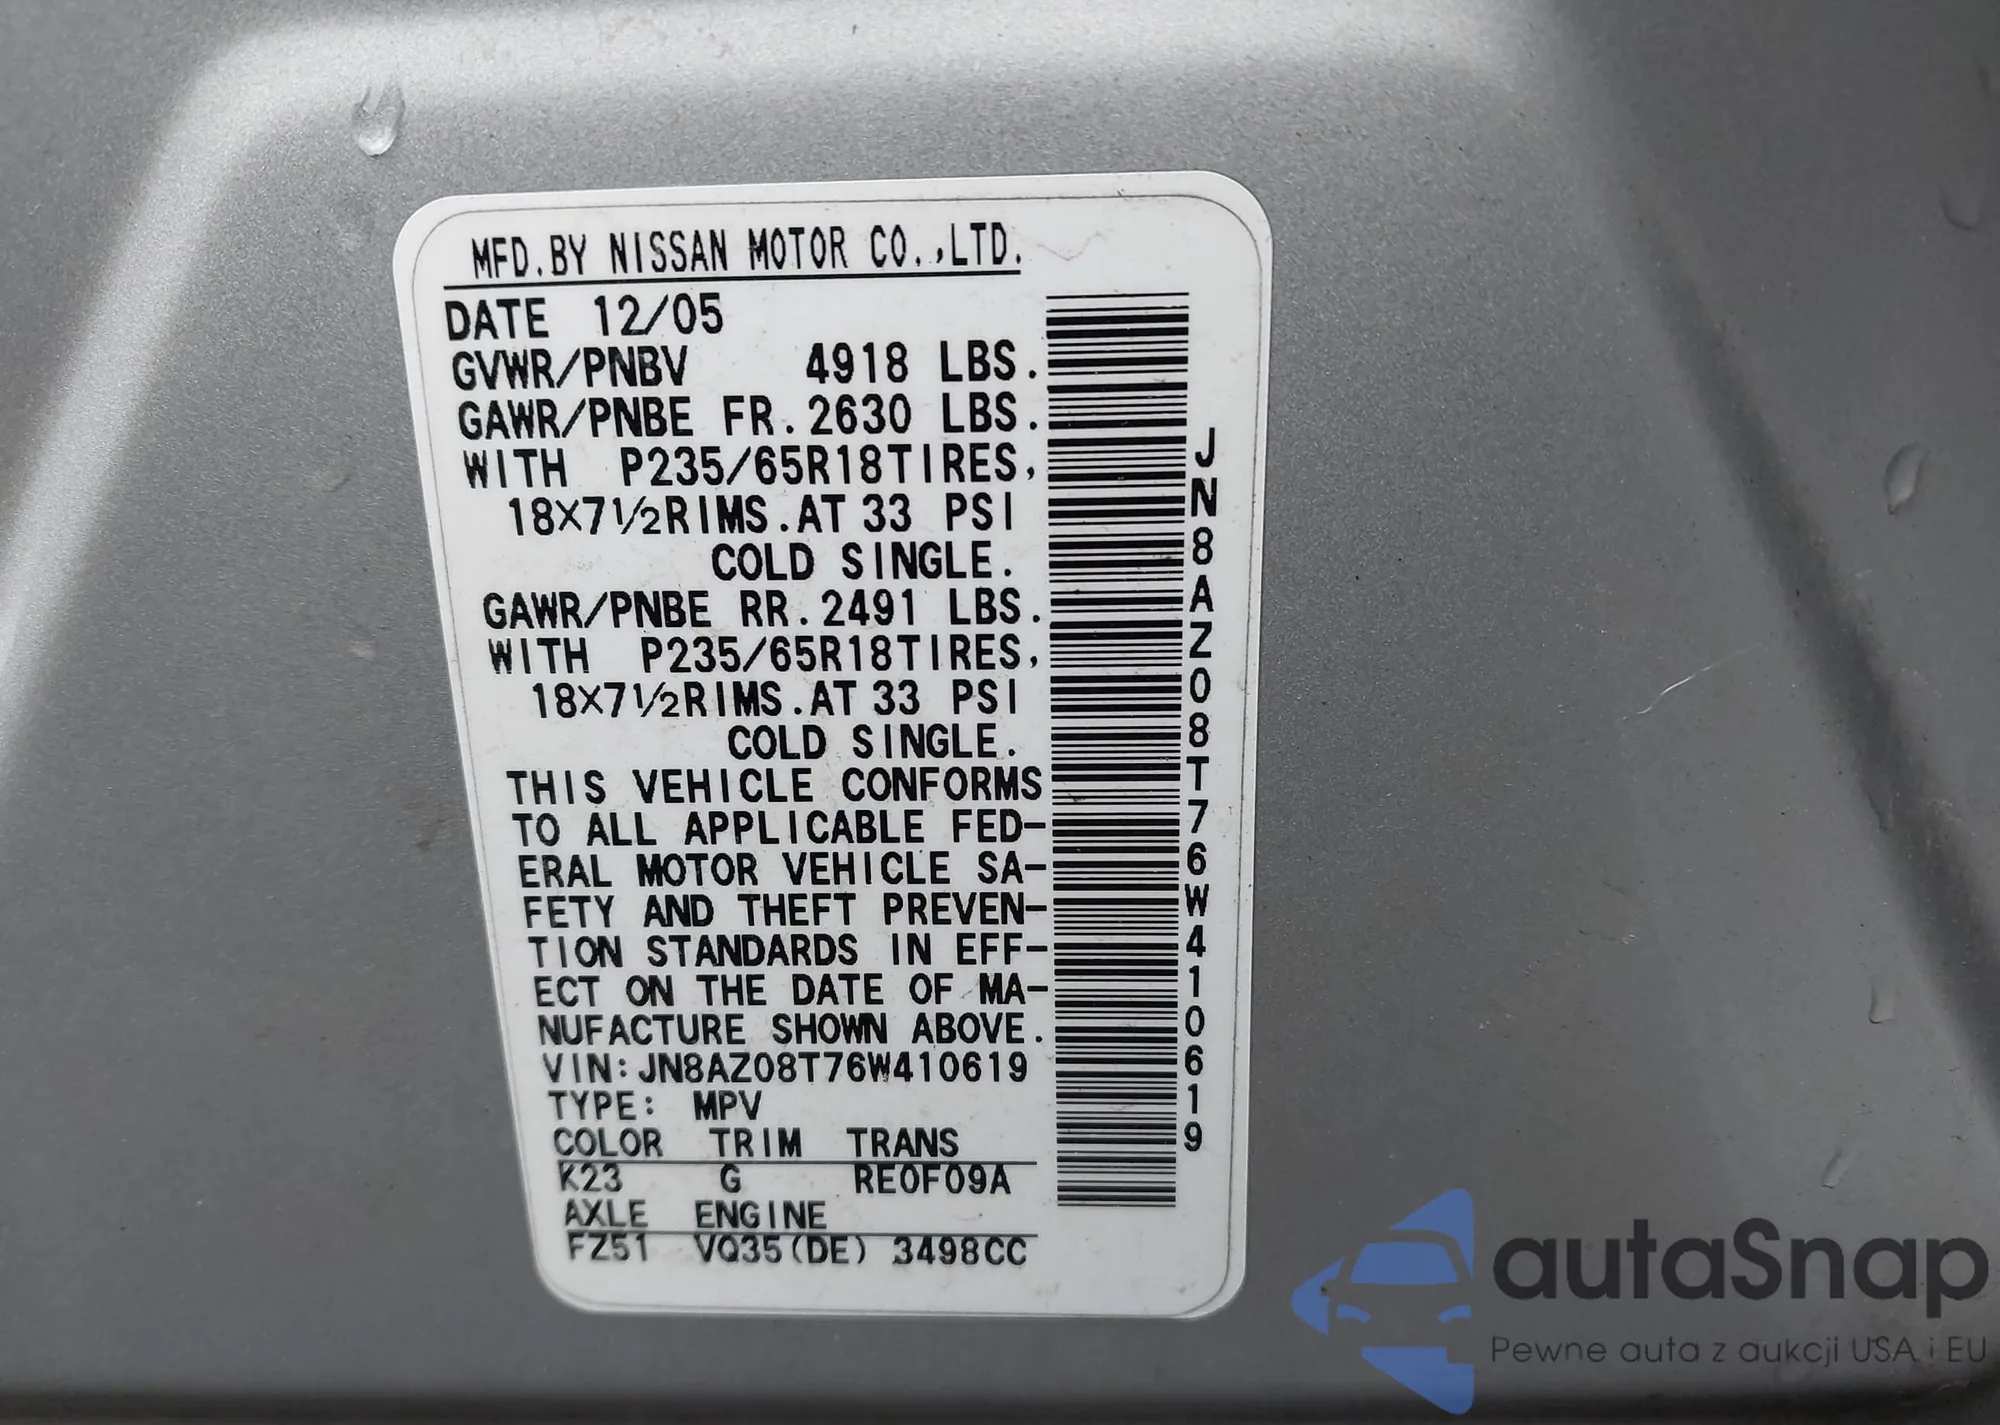 MFD.BY NISSAN MOTOR CO.,LTD.
DATE 12/05
GVWR/PNBV 4918 LBS.
GAWR/PNBE FR.2630 LBS.
WITH P235/65R18TIRES,
18X7½RIMS.AT 33 PSI
COLD SINGLE.
GAWR/PNBE RR.2491 LBS.
WITH P235/65R18TIRES,
18X7½RIMS.AT 33 PSI
COLD SINGLE.
THIS VEHICLE CONFORMS
TO ALL APPLICABLE FED-
ERAL MOTOR VEHICLE SA-
FETY AND THEFT PREVEN-
TION STANDARDS IN EFF-
ECT ON THE DATE OF MA-
NUFACTURE SHOWN ABOVE.
VIN:JN8AZ08T76W410619
TYPE: MPV
COLOR TRIM TRANS
K23 G RE0F09A
AXLE ENGINE
FZ51 VQ35(DE) 3498CC
JN8AZ08T76W410619
autaSnap
Pewne auta z aukcji USA i EU